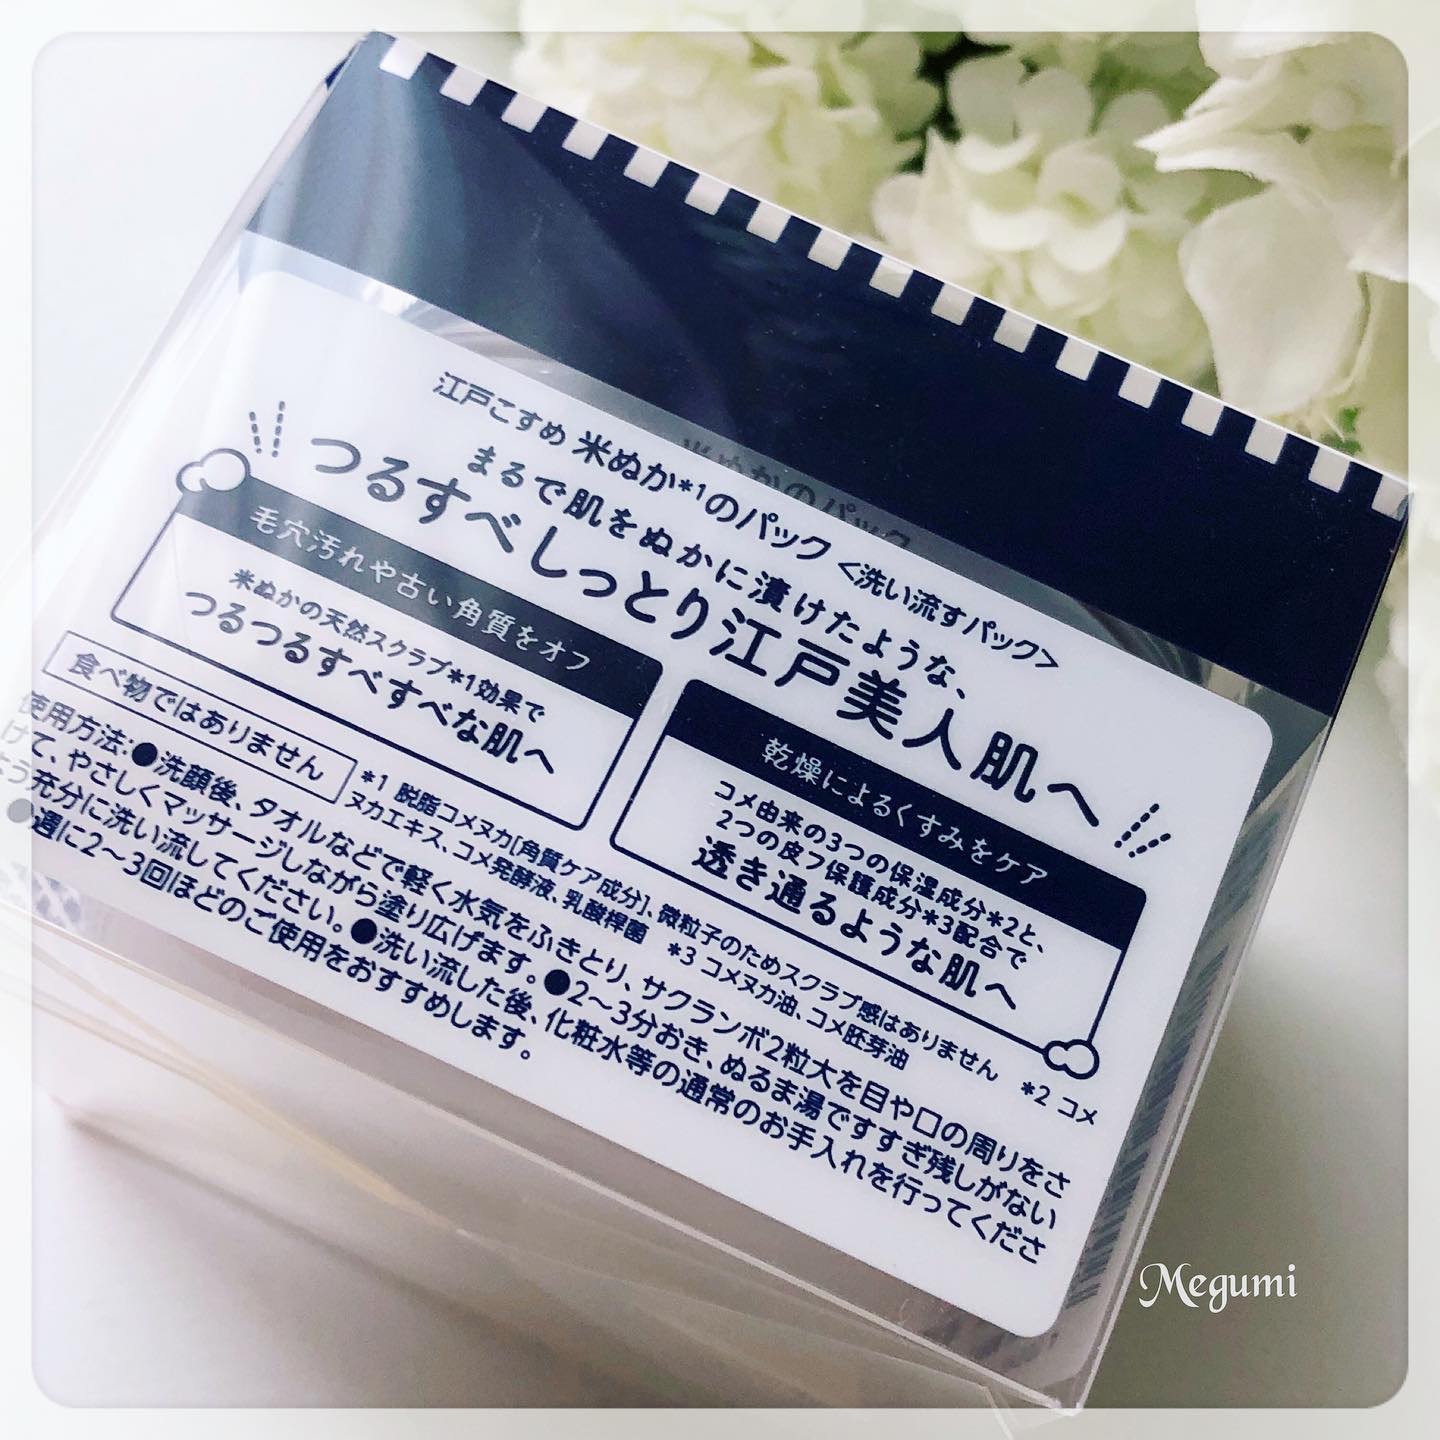 江戸こすめ 米ぬか*1のパック <洗い流すパック>
まるで肌をぬかに漬けたような、
つるすべしっとり江戸美人肌へ
毛穴汚れや古い角質をオフ
米ぬかの天然スクラブ*1効果で
つるつるすべすべな肌へ
乾燥によるくすみをケア
コメ由来の3つの保湿成分*2と、
2つの皮フ保護成分*3配合で
透き通るような肌へ
食べ物ではありません
*1 脱脂コメヌカ[角質ケア成分]、微粒子のためスクラブ感はありません *2 コメ
ヌカエキス、コメ発酵液、乳酸桿菌 *3 コメヌカ油、コメ胚芽油
使用方法:●洗顔後、タオルなどで軽く水気をふきとり、サクランボ2粒大を目や口の周りをさ
けて、やさしくマッサージしながら塗り広げます。●2〜3分おき、ぬるま湯ですすぎ残しがない
よう充分に洗い流してください。●洗い流した後、化粧水等の通常のお手入れを行ってくださ
●週に2〜3回ほどのご使用をおすすめします。
米ぬかのパック
Megumi